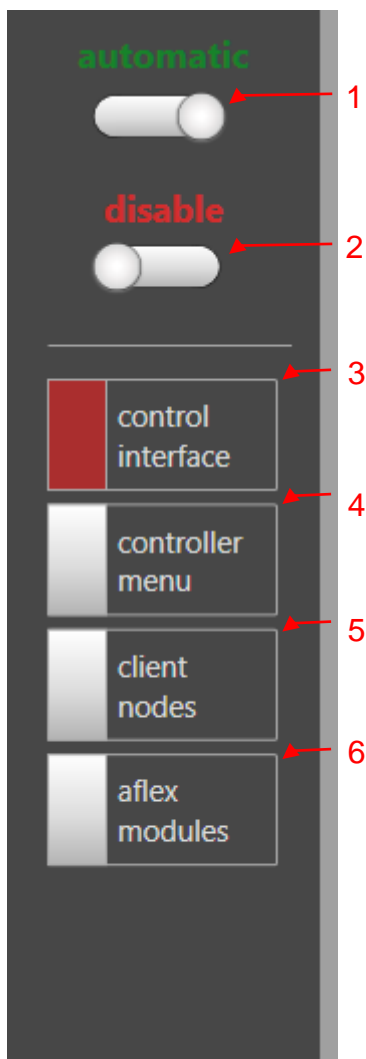 automatic
1
disable
2
3
control
interface
4
controller
menu
5
client
nodes
6
aflex
modules